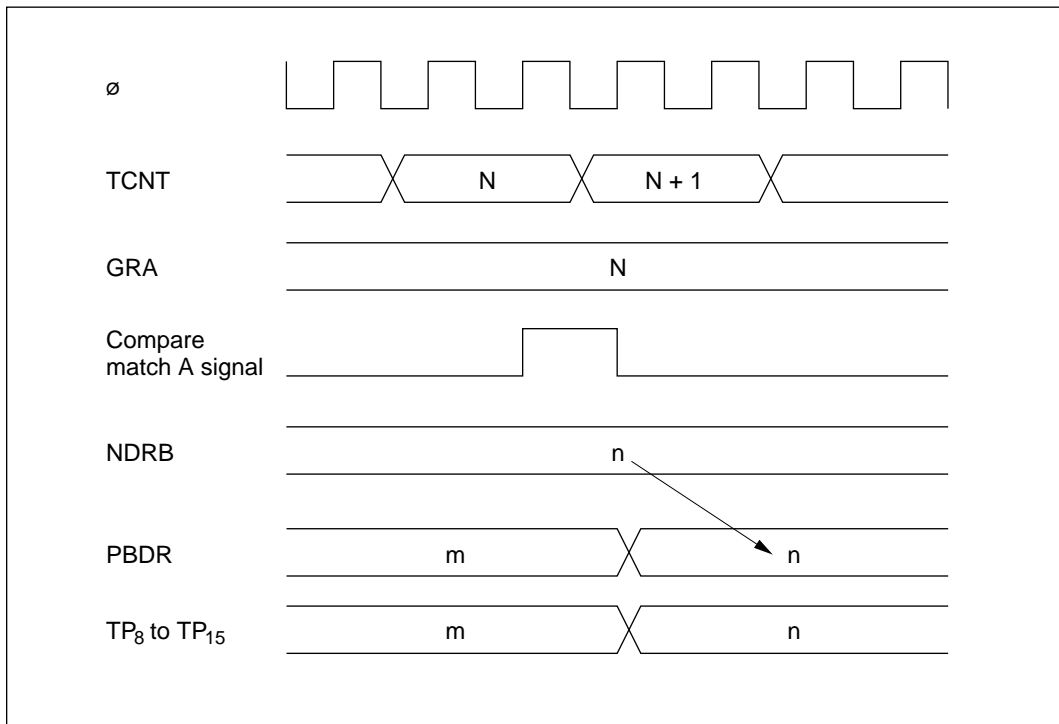 ø
TCNT N N + 1
GRA N
Compare
match A signal
NDRB n
PBDR m n
TP8 to TP15 m n